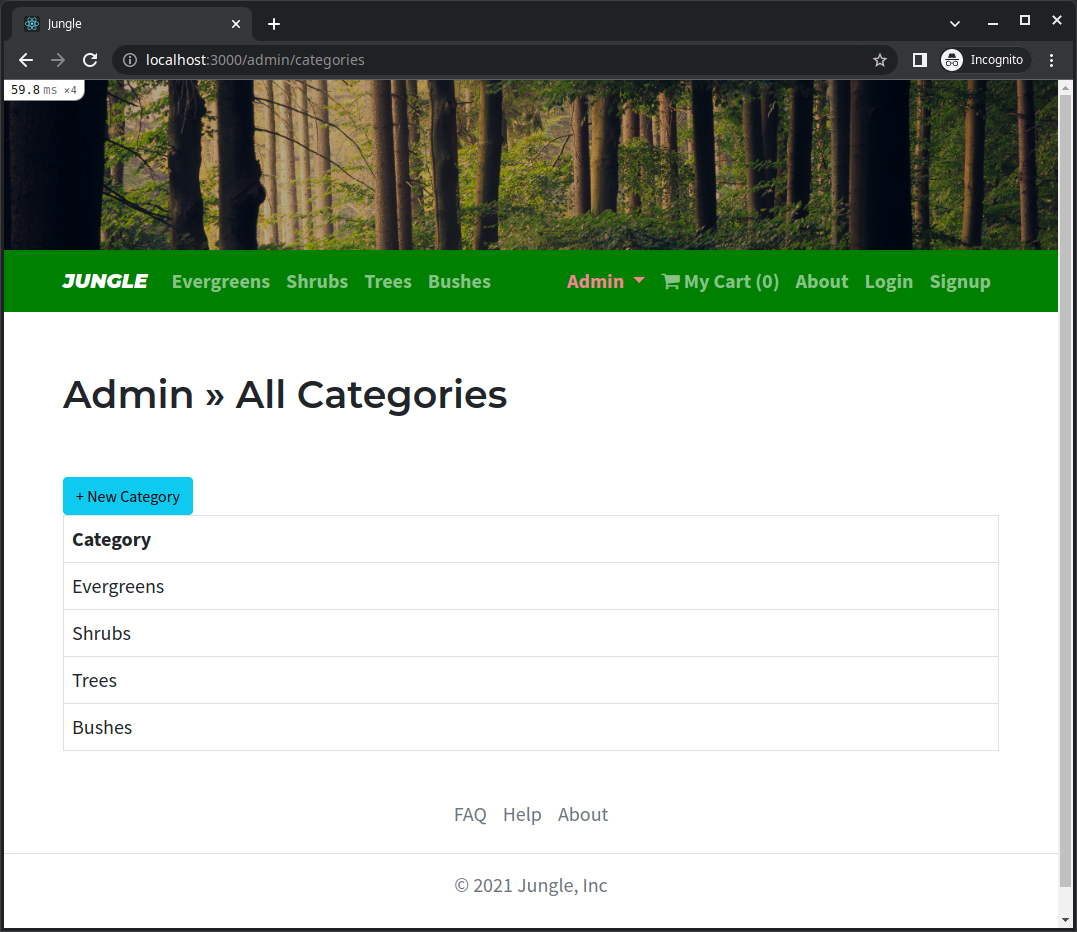 Jungle
localhost:3000/admin/categories
Incognito
59.8 ms ×4
JUNGLE Evergreens Shrubs Trees Bushes Admin My Cart (0) About Login Signup
Admin » All Categories
+ New Category
Category
Evergreens
Shrubs
Trees
Bushes
FAQ Help About
© 2021 Jungle, Inc